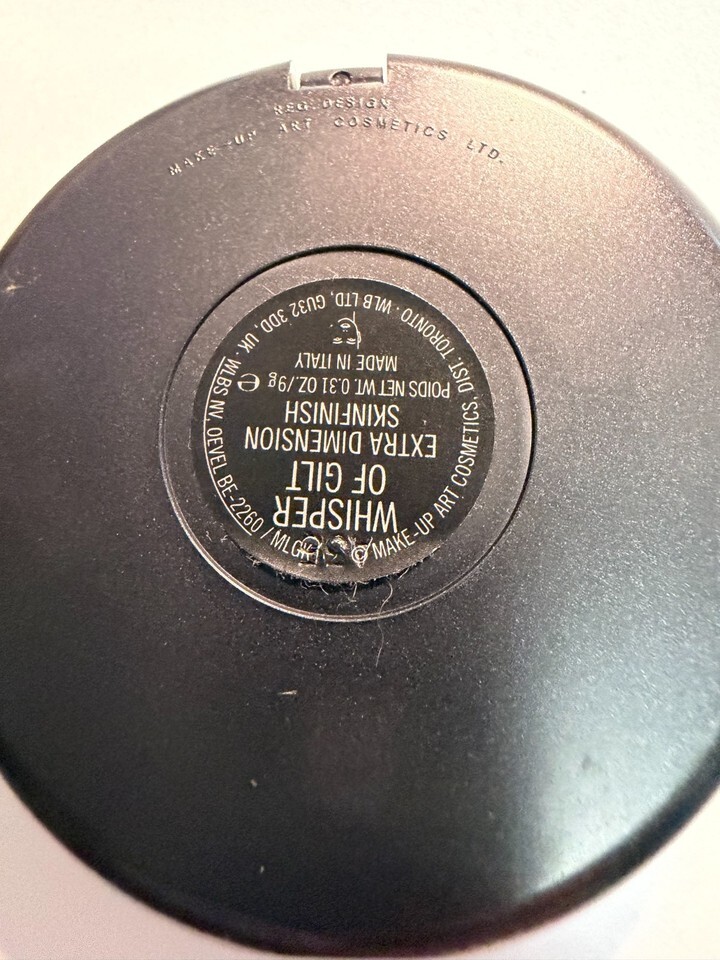 REG. DESIGN
MAKE-UP ART COSMETICS LTD.
WHISPER
OF GILT
EXTRA DIMENSION
SKINFINISH
POIDS NET WT. 0.31 OZ./9g ℮
MADE IN ITALY
© MAKE-UP ART COSMETICS, DIST. TORONTO · WLB LTD, GU32 3DD, UK · WLBS NV, OEVEL BE-2260 /